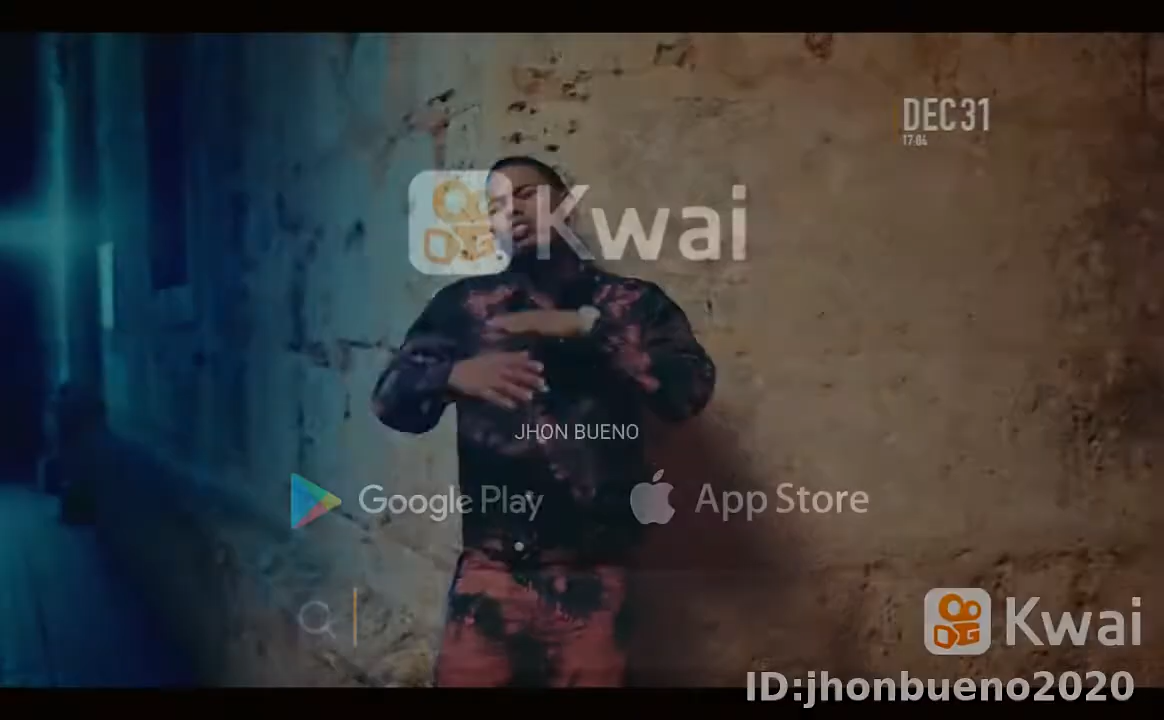 DEC 31
17:04
Kwai
JHON BUENO
Google Play
App Store
Kwai
ID:jhonbueno2020